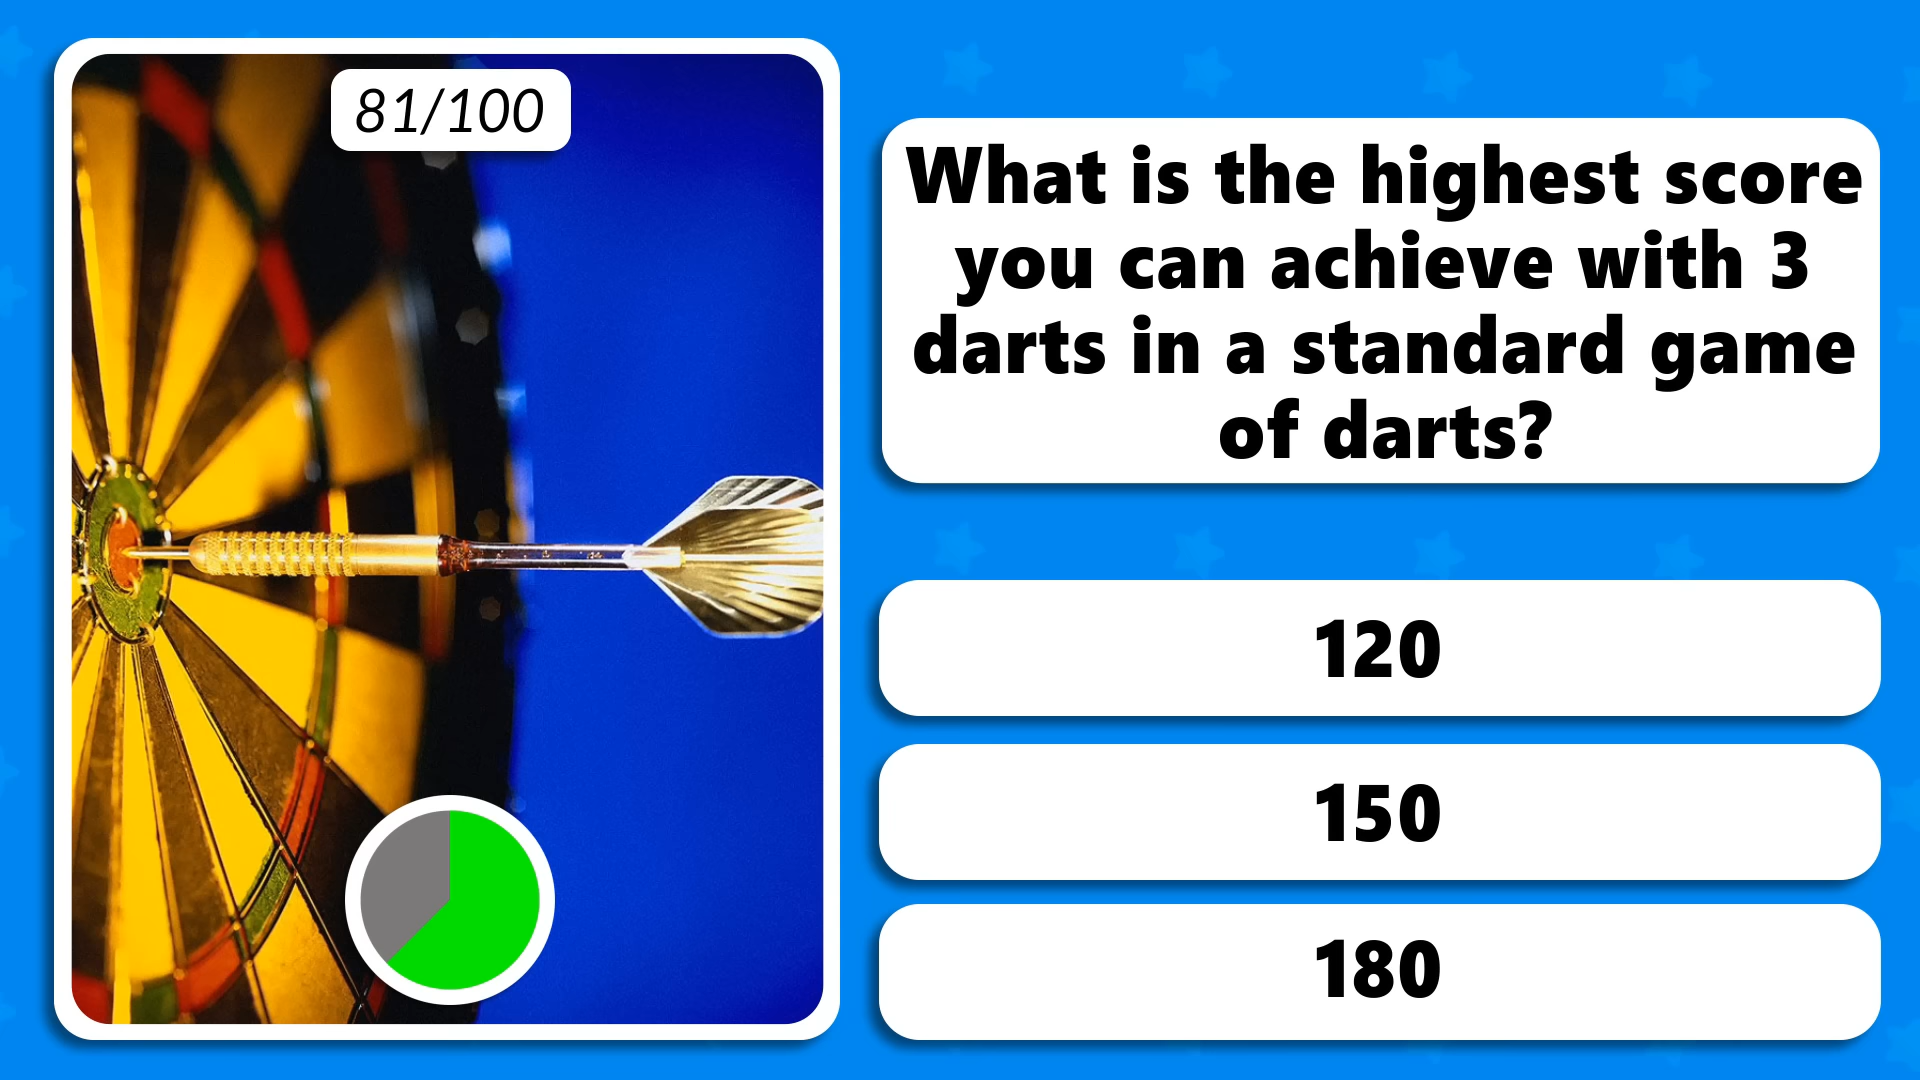 81/100
What is the highest score
you can achieve with 3
darts in a standard game
of darts?
120
150
180